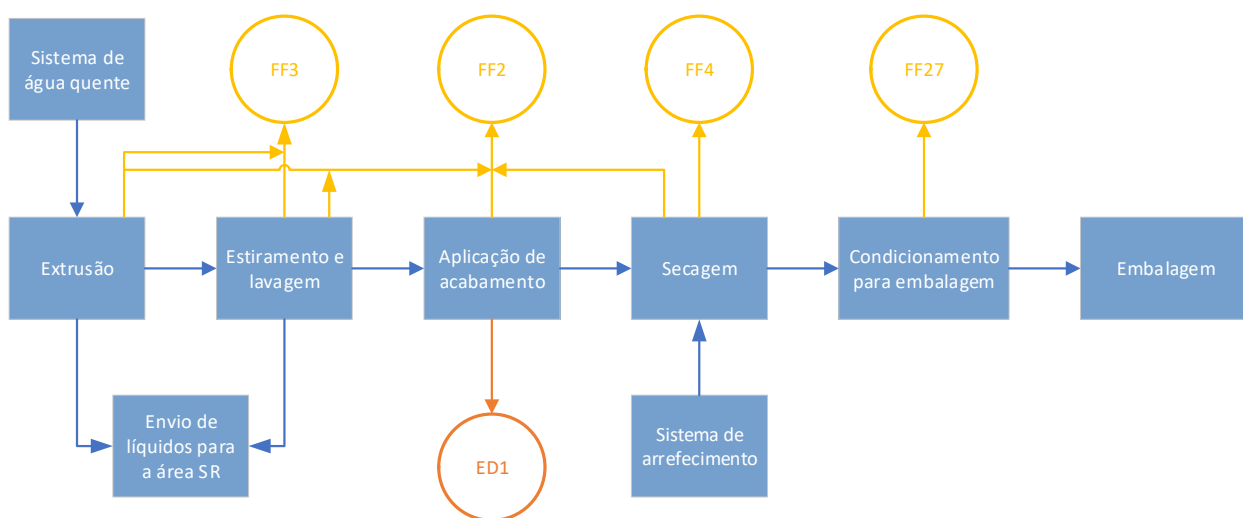 Sistema de
água quente
FF3
FF2
FF4
FF27
Extrusão
Estiramento e
lavagem
Aplicação de
acabamento
Secagem
Condicionamento
para embalagem
Embalagem
Envio de
líquidos para
a área SR
ED1
Sistema de
arrefecimento